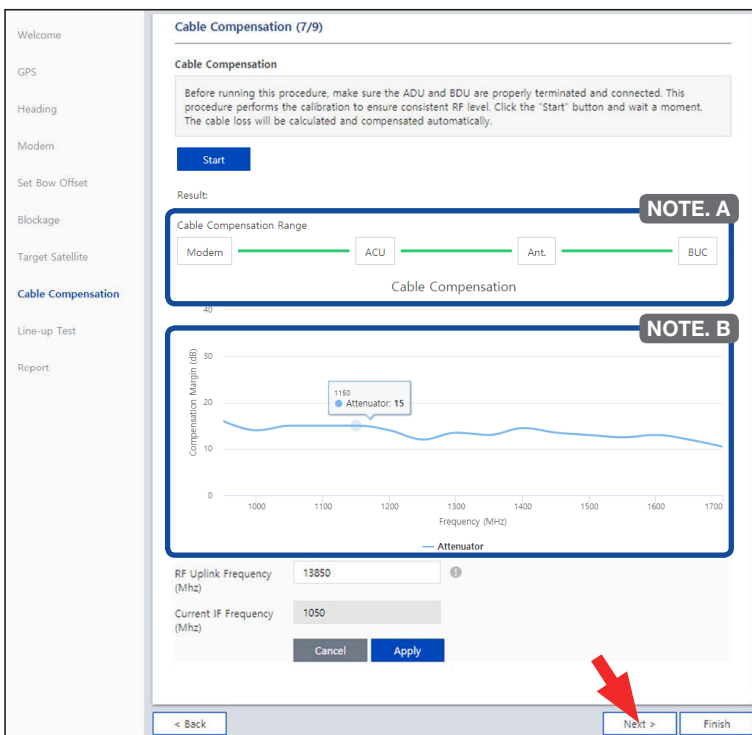 Welcome
GPS
Heading
Modem
Set Bow Offset
Blockage
Target Satellite
Cable Compensation
Line-up Test
Report
Cable Compensation (7/9)
Cable Compensation
Before running this procedure, make sure the ADU and BDU are properly terminated and connected. This
procedure performs the calibration to ensure consistent RF level. Click the "Start" button and wait a moment.
The cable loss will be calculated and compensated automatically.
Start
Result:
NOTE. A
Cable Compensation Range
Modem ACU Ant. BUC
Cable Compensation
NOTE. B
Compensation Margin (dB)
40
30
20
10
0
1150
Attenuator: 15
1000 1100 1200 1300 1400 1500 1600 1700
Frequency (MHz)
Attenuator
RF Uplink Frequency
(Mhz)
13850
Current IF Frequency
(Mhz)
1050
Cancel Apply
< Back Next > Finish